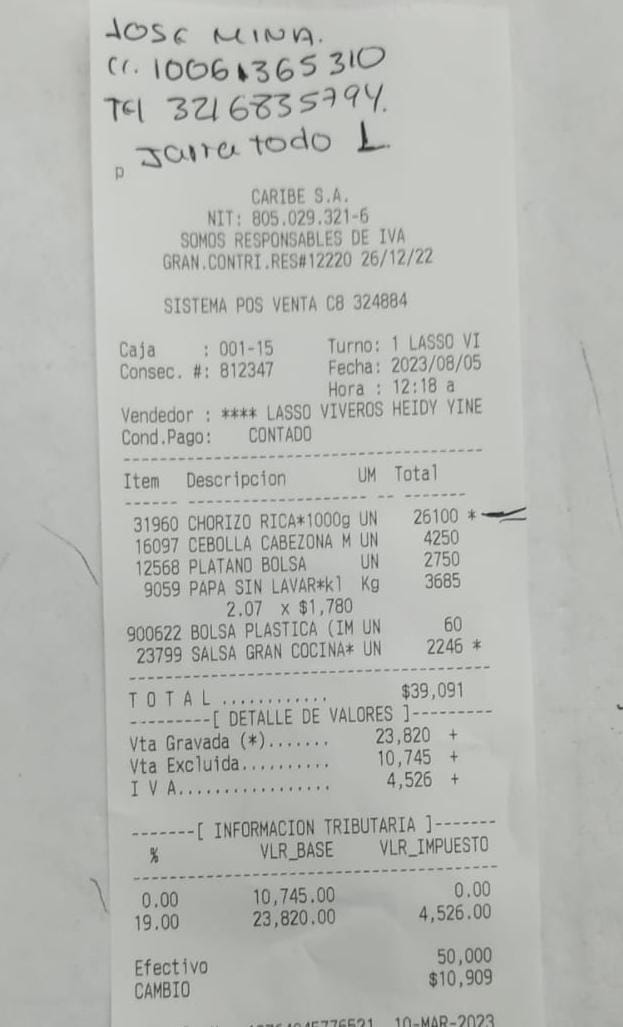 JOSE MINA.
CC. 1006365310
Tel 3216835794.
Jarra todo L.
p
CARIBE S.A.
NIT: 805.029.321-6
SOMOS RESPONSABLES DE IVA
GRAN.CONTRI.RES#12220 26/12/22
SISTEMA POS VENTA C8 324884
Caja : 001-15 Turno: 1 LASSO VI
Consec. #: 812347 Fecha: 2023/08/05
Hora : 12:18 a
Vendedor : **** LASSO VIVEROS HEIDY YINE
Cond.Pago: CONTADO
Item Descripcion UM Total
31960 CHORIZO RICA*1000g UN 26100 *
16097 CEBOLLA CABEZONA M UN 4250
12568 PLATANO BOLSA UN 2750
9059 PAPA SIN LAVAR*kl Kg 3685
2.07 x $1,780
900622 BOLSA PLASTICA (IM UN 60
23799 SALSA GRAN COCINA* UN 2246 *
T O T A L ............ $39,091
---------[ DETALLE DE VALORES ]---------
Vta Gravada (*)....... 23,820 +
Vta Excluida.......... 10,745 +
I V A................. 4,526 +
-------[ INFORMACION TRIBUTARIA ]-------
% VLR_BASE VLR_IMPUESTO
0.00 10,745.00 0.00
19.00 23,820.00 4,526.00
Efectivo 50,000
CAMBIO $10,909
10-MAR-2023